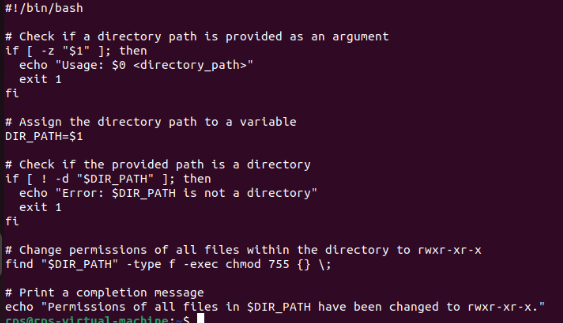 #!/bin/bash
# Check if a directory path is provided as an argument
if [ -z "$1" ]; then
  echo "Usage: $0 <directory_path>"
  exit 1
fi
# Assign the directory path to a variable
DIR_PATH=$1
# Check if the provided path is a directory
if [ ! -d "$DIR_PATH" ]; then
  echo "Error: $DIR_PATH is not a directory"
  exit 1
fi
# Change permissions of all files within the directory to rwxr-xr-x
find "$DIR_PATH" -type f -exec chmod 755 {} \;
# Print a completion message
echo "Permissions of all files in $DIR_PATH have been changed to rwxr-xr-x."
rps@rps-virtual-machine:~$